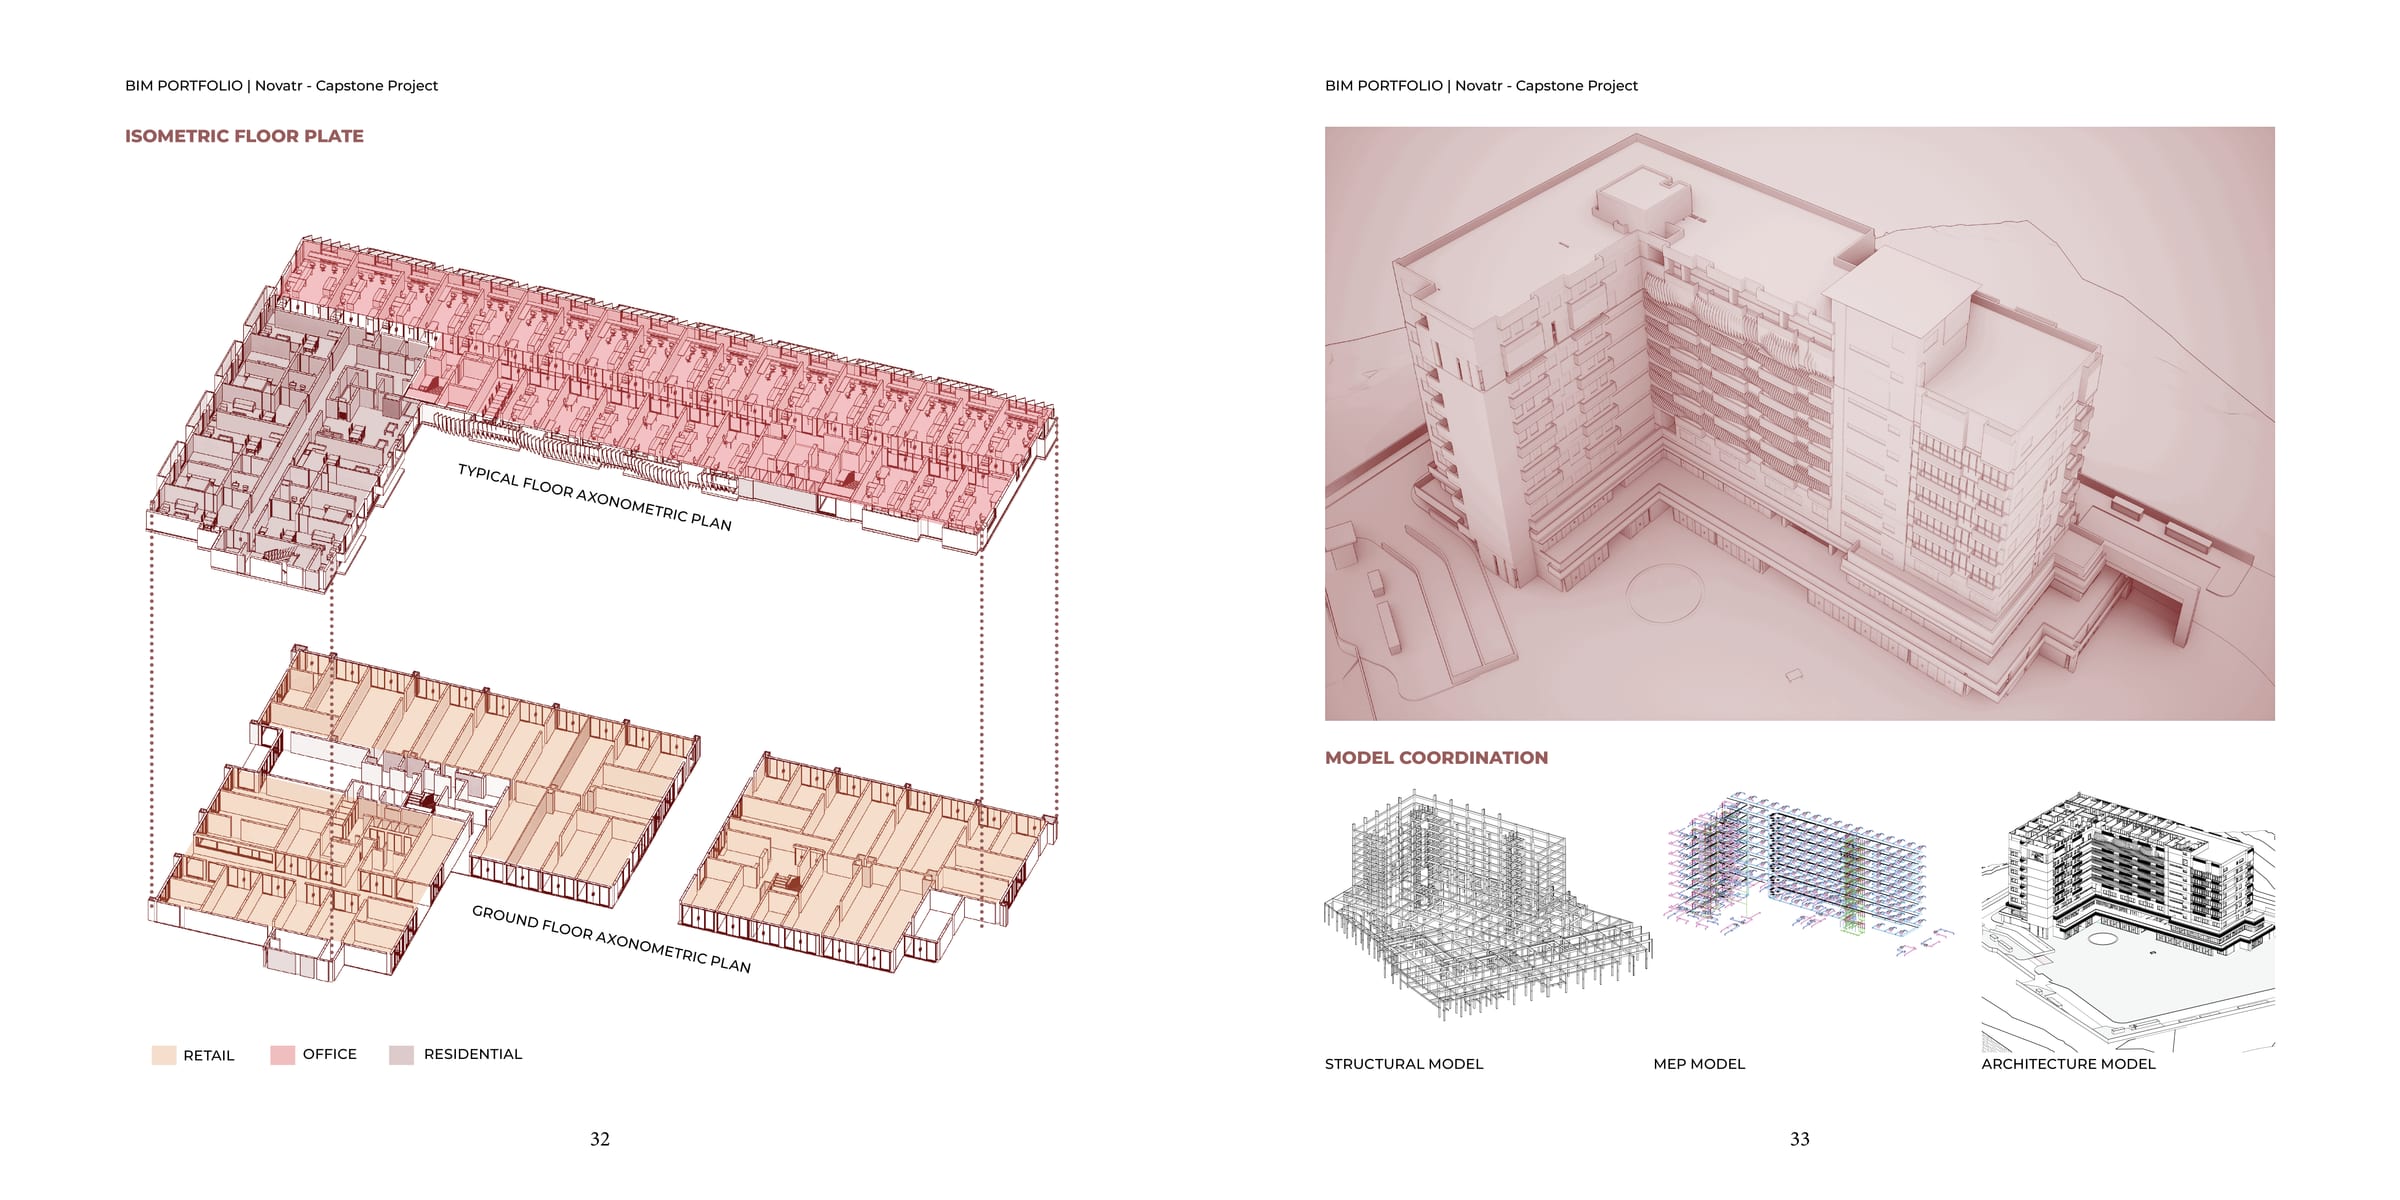 BIM PORTFOLIO | Novatr - Capstone Project
ISOMETRIC FLOOR PLATE
TYPICAL FLOOR AXONOMETRIC PLAN
GROUND FLOOR AXONOMETRIC PLAN
RETAIL
OFFICE
RESIDENTIAL
32
BIM PORTFOLIO | Novatr - Capstone Project
MODEL COORDINATION
STRUCTURAL MODEL
MEP MODEL
ARCHITECTURE MODEL
33